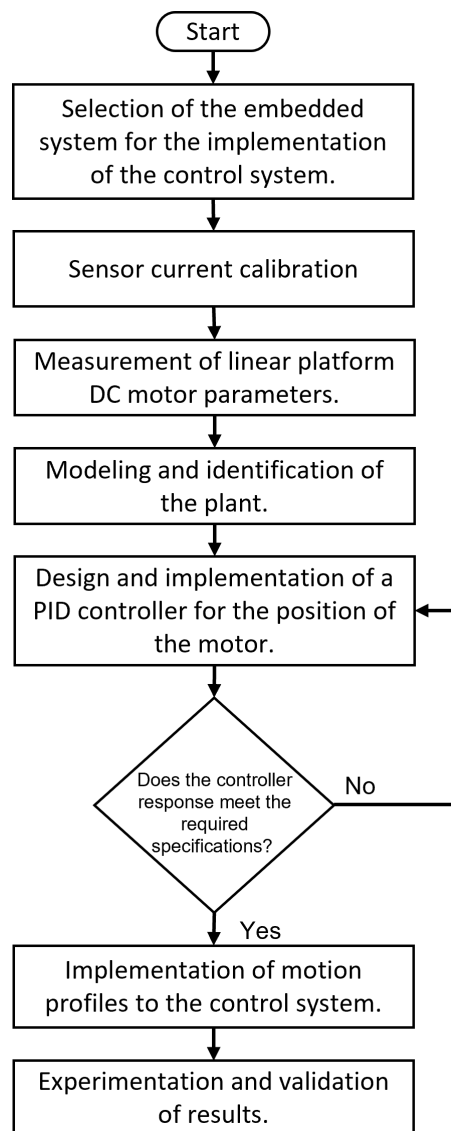 Start
Selection of the embedded
system for the implementation
of the control system.
Sensor current calibration
Measurement of linear platform
DC motor parameters.
Modeling and identification of
the plant.
Design and implementation of a
PID controller for the position of
the motor.
Does the controller
response meet the
required
specifications?
No
Yes
Implementation of motion
profiles to the control system.
Experimentation and validation
of results.